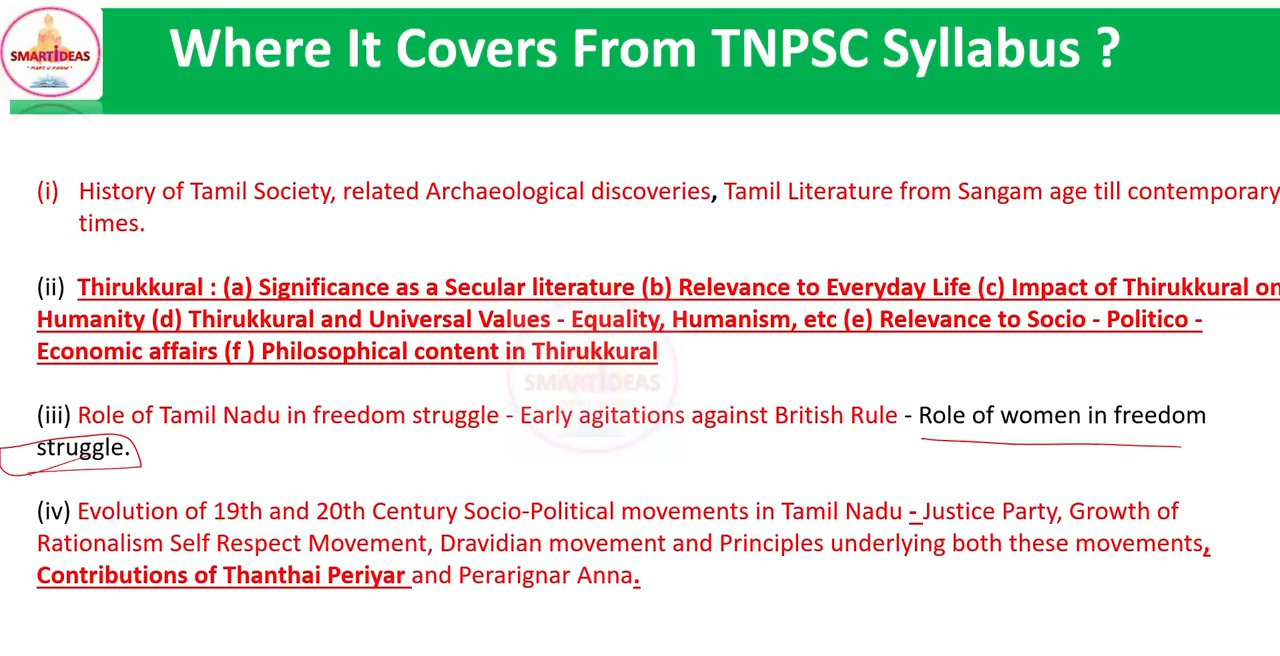 SMARTIDEAS
Where It Covers From TNPSC Syllabus ?
(i) History of Tamil Society, related Archaeological discoveries, Tamil Literature from Sangam age till contemporary
times.
(ii) Thirukkural : (a) Significance as a Secular literature (b) Relevance to Everyday Life (c) Impact of Thirukkural on
Humanity (d) Thirukkural and Universal Values - Equality, Humanism, etc (e) Relevance to Socio - Politico -
Economic affairs (f ) Philosophical content in Thirukkural
SMARTIDEAS
(iii) Role of Tamil Nadu in freedom struggle - Early agitations against British Rule - Role of women in freedom
struggle.
(iv) Evolution of 19th and 20th Century Socio-Political movements in Tamil Nadu - Justice Party, Growth of
Rationalism Self Respect Movement, Dravidian movement and Principles underlying both these movements,
Contributions of Thanthai Periyar and Perarignar Anna.